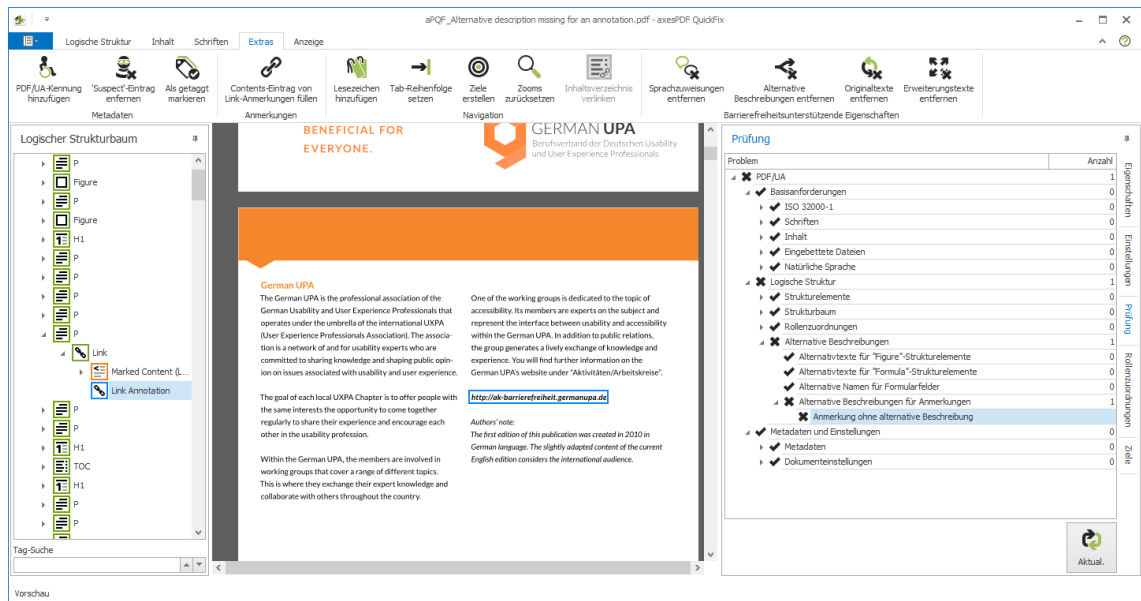 aPQF_Alternative description missing for an annotation.pdf - axesPDF QuickFix
Logische Struktur
Inhalt
Schriften
Extras
Anzeige
PDF/UA-Kennung
hinzufügen
'Suspect'-Eintrag
entfernen
Als getaggt
markieren
Metadaten
Contents-Eintrag von
Link-Anmerkungen füllen
Anmerkungen
Lesezeichen
hinzufügen
Tab-Reihenfolge
setzen
Ziele
erstellen
Zooms
zurücksetzen
Inhaltsverzeichnis
verlinken
Navigation
Sprachzuweisungen
entfernen
Alternative
Beschreibungen entfernen
Originaltexte
entfernen
Erweiterungstexte
entfernen
Barrierefreiheitsunterstützende Eigenschaften
Logischer Strukturbaum
P
Figure
P
Figure
H1
P
P
P
P
P
Link
Marked Content (L...
Link Annotation
P
P
H1
TOC
H1
P
P
Tag-Suche
Vorschau
BENEFICIAL FOR
EVERYONE.
GERMAN UPA
Berufsverband der Deutschen Usability
und User Experience Professionals
German UPA
The German UPA is the professional association of the
German Usability and User Experience Professionals that
operates under the umbrella of the international UXPA
(User Experience Professionals Association). The associa-
tion is a network of and for usability experts who are
committed to sharing knowledge and shaping public opin-
ion on issues associated with usability and user experience.
The goal of each local UXPA Chapter is to offer people with
the same interests the opportunity to come together
regularly to share their experience and encourage each
other in the usability profession.
Within the German UPA, the members are involved in
working groups that cover a range of different topics.
This is where they exchange their expert knowledge and
collaborate with others throughout the country.
One of the working groups is dedicated to the topic of
accessibility. Its members are experts on the subject and
represent the interface between usability and accessibility
within the German UPA. In addition to public relations,
the group generates a lively exchange of knowledge and
experience. You will find further information on the
German UPA's website under "Aktivitäten/Arbeitskreise".
http://ak-barrierefreiheit.germanupa.de
Authors' note:
The first edition of this publication was created in 2010 in
German language. The slightly adapted content of the current
English edition considers the international audience.
Prüfung
Problem Anzahl
PDF/UA 1
Basisanforderungen 0
ISO 32000-1 0
Schriften 0
Inhalt 0
Eingebettete Dateien 0
Natürliche Sprache 0
Logische Struktur 1
Strukturelemente 0
Strukturbaum 0
Rollenzuordnungen 0
Alternative Beschreibungen 1
Alternativtexte für "Figure"-Strukturelemente 0
Alternativtexte für "Formula"-Strukturelemente 0
Alternative Namen für Formularfelder 0
Alternative Beschreibungen für Anmerkungen 1
Anmerkung ohne alternative Beschreibung
Metadaten und Einstellungen 0
Metadaten 0
Dokumenteinstellungen 0
Aktual.
Eigenschaften
Einstellungen
Prüfung
Rollenzuordnungen
Ziele